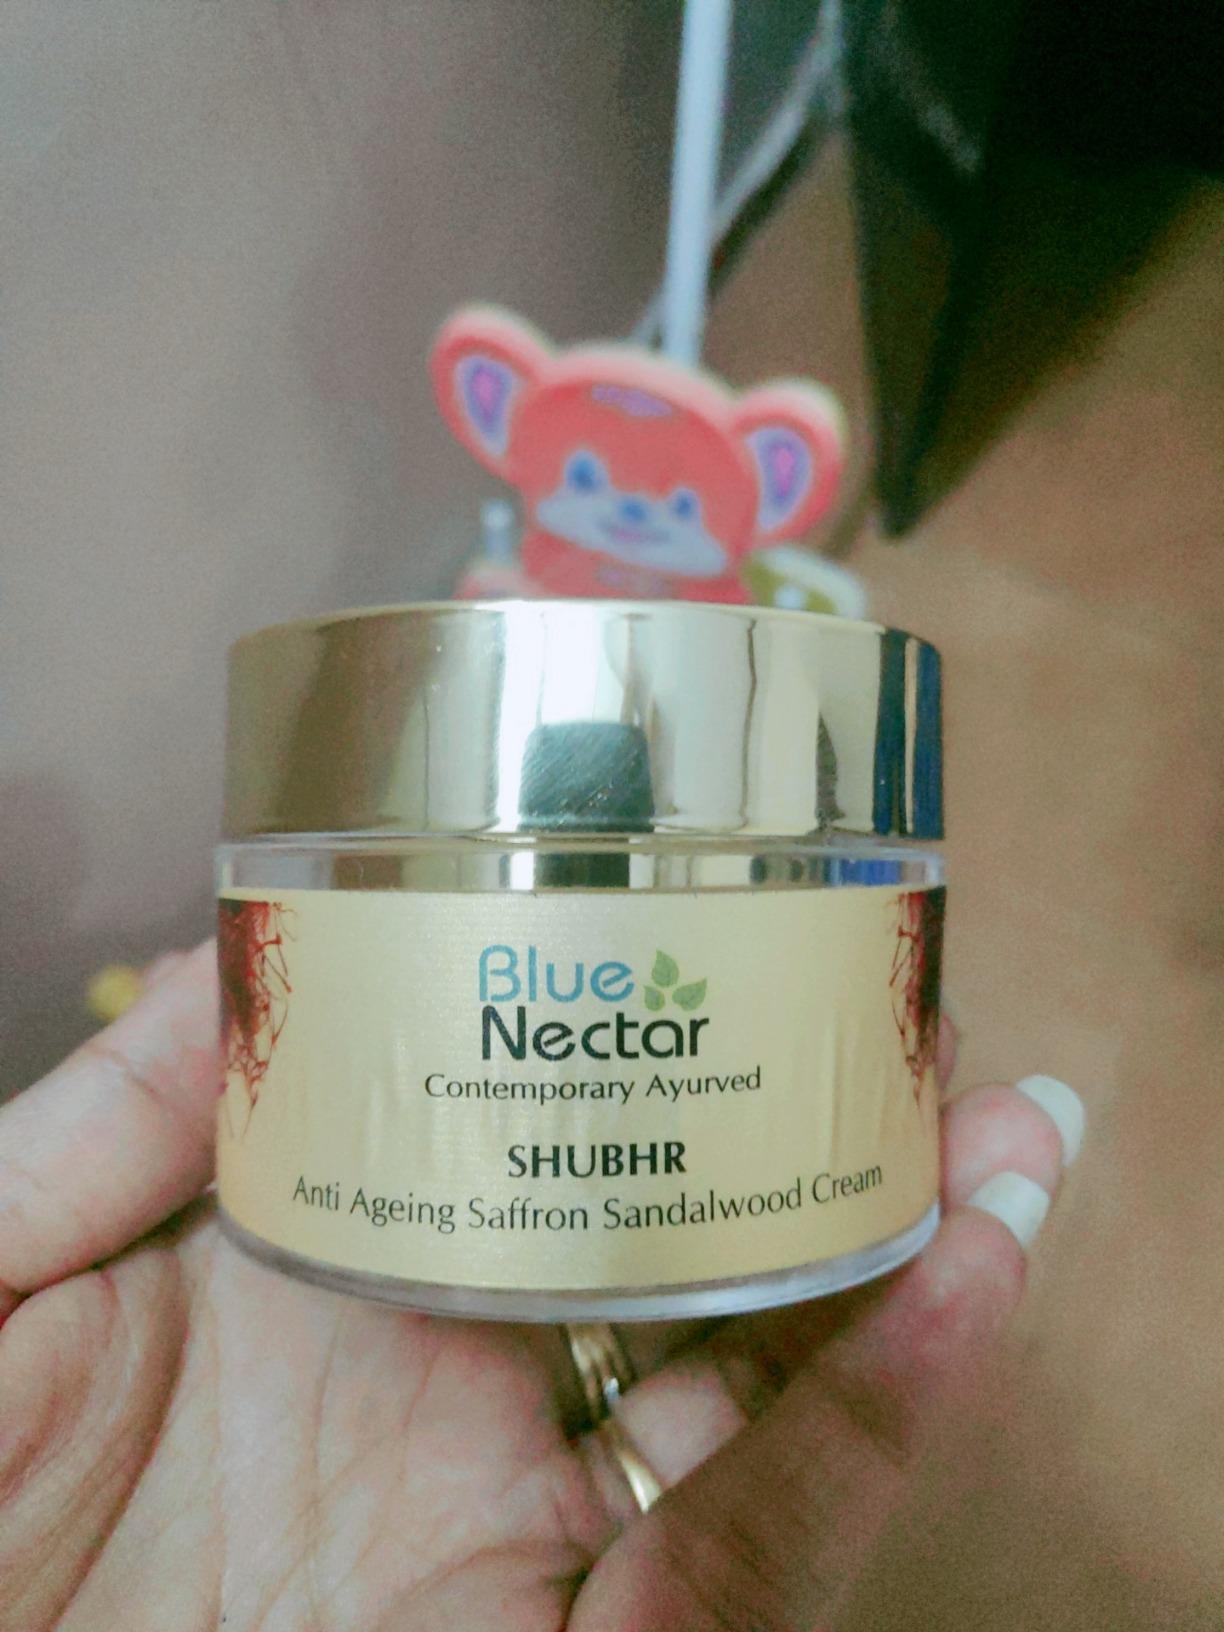 Blue
Nectar
Contemporary Ayurved
SHUBHR
Anti Ageing Saffron Sandalwood Cream